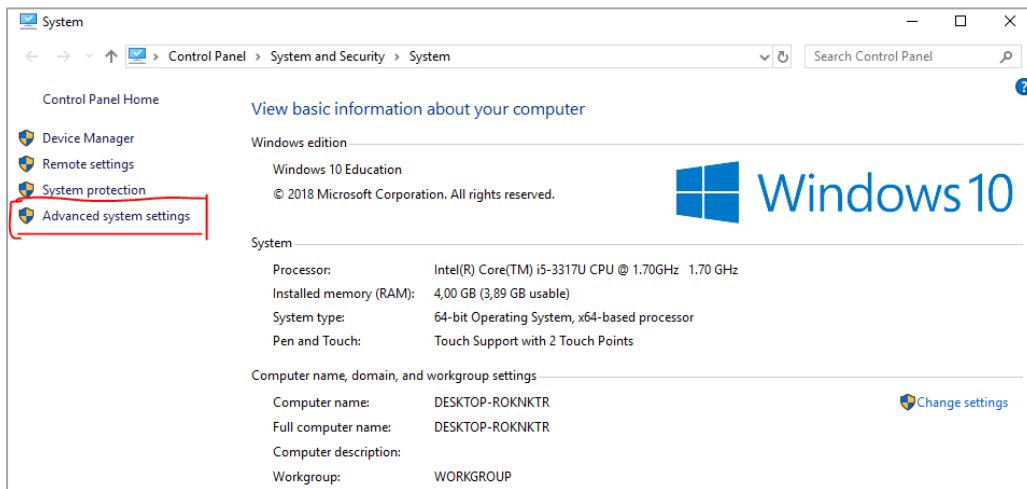 System
Control Panel > System and Security > System
Search Control Panel
?
Control Panel Home
Device Manager
Remote settings
System protection
Advanced system settings
View basic information about your computer
Windows edition
Windows 10 Education
© 2018 Microsoft Corporation. All rights reserved.
Windows 10
System
Processor: Intel(R) Core(TM) i5-3317U CPU @ 1.70GHz 1.70 GHz
Installed memory (RAM): 4,00 GB (3,89 GB usable)
System type: 64-bit Operating System, x64-based processor
Pen and Touch: Touch Support with 2 Touch Points
Computer name, domain, and workgroup settings
Computer name: DESKTOP-ROKNKTR
Change settings
Full computer name: DESKTOP-ROKNKTR
Computer description:
Workgroup: WORKGROUP